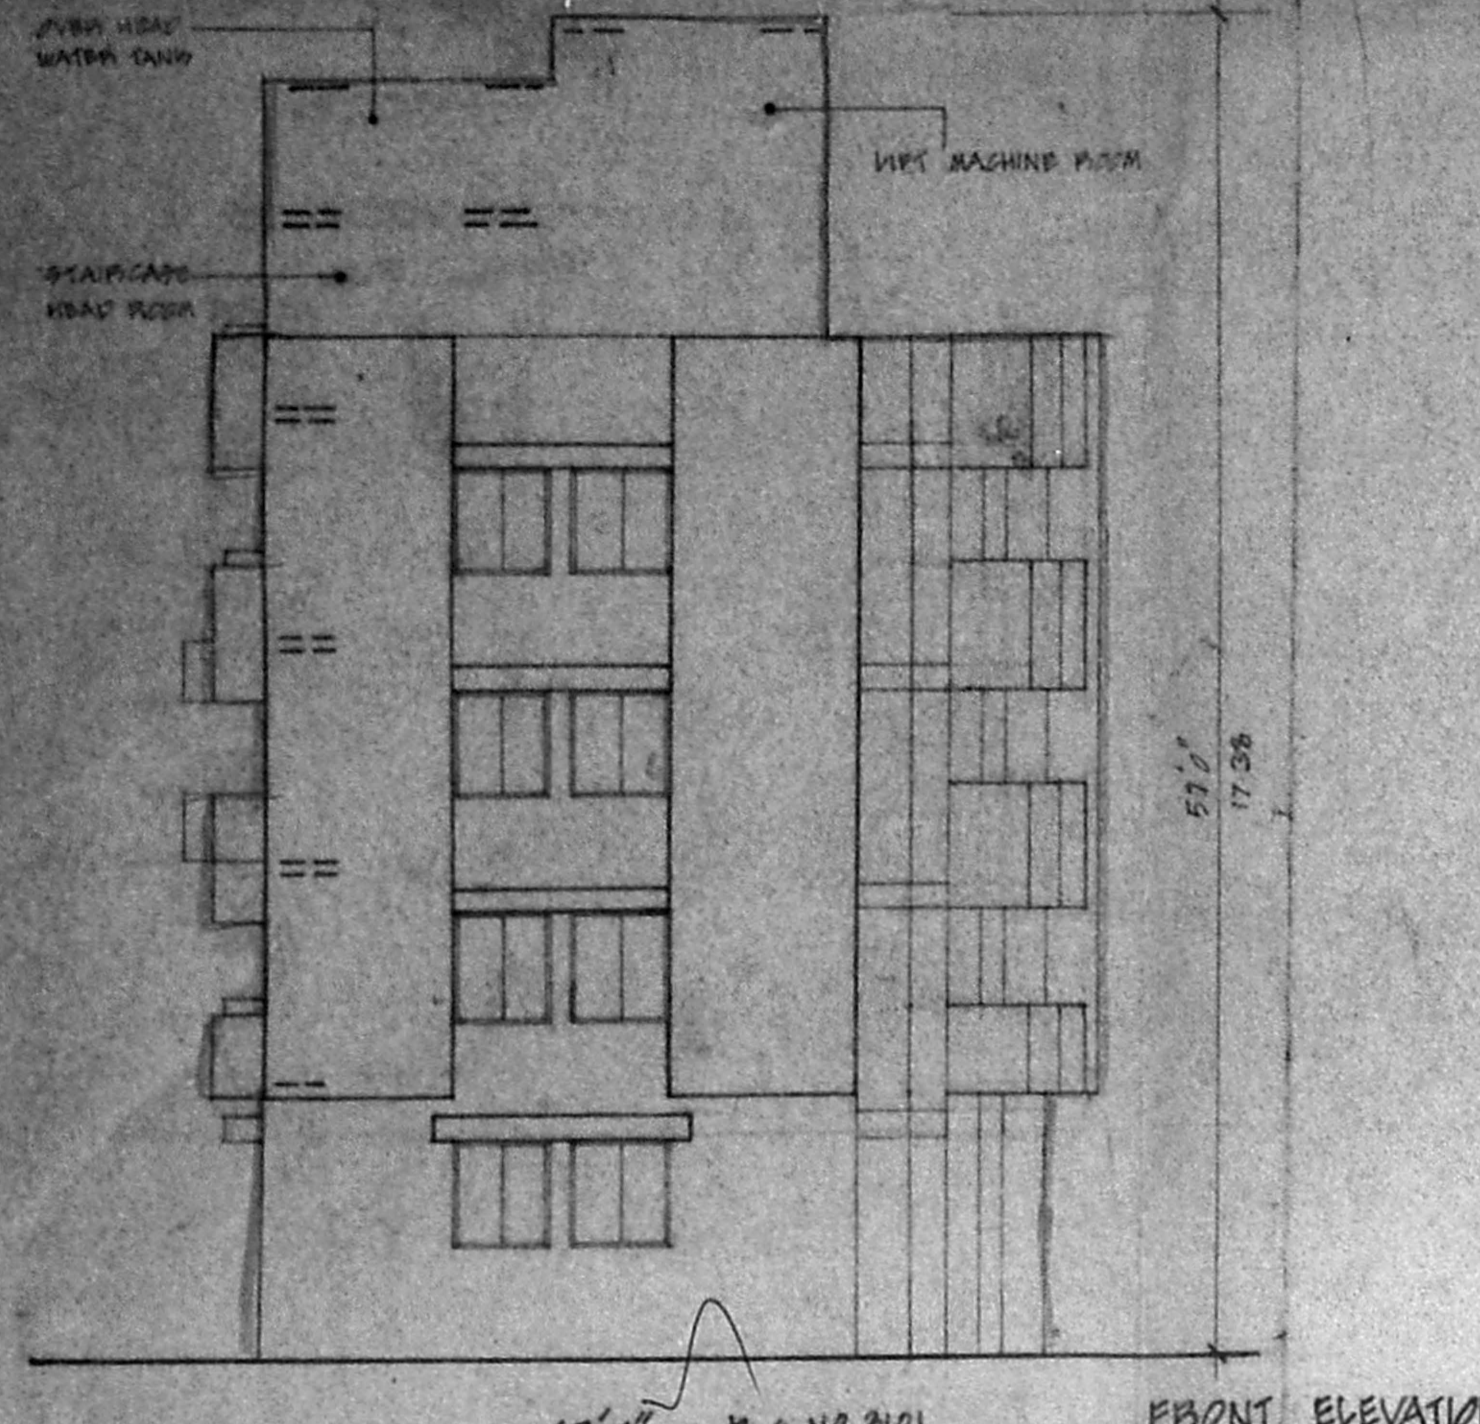 OVER HEAD
WATER TANK
LIFT MACHINE ROOM
STAIRCASE
HEAD ROOM
57'0"
17.38
FRONT ELEVATIO